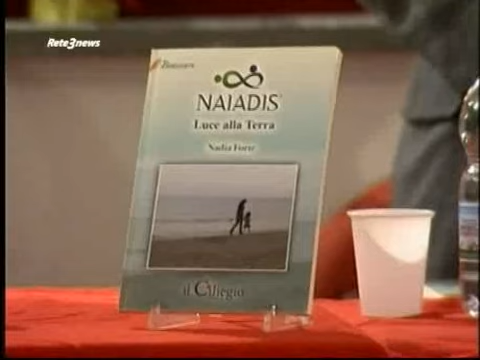 Rete3news
NAIADIS
Luce alla Terra
Nadia Forte
il Ciliegio